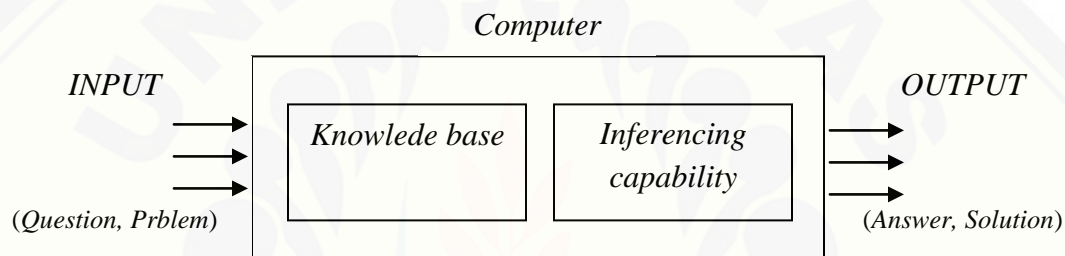 Computer
INPUT
OUTPUT
Knowlede base
Inferencing
capability
(Question, Prblem)
(Answer, Solution)